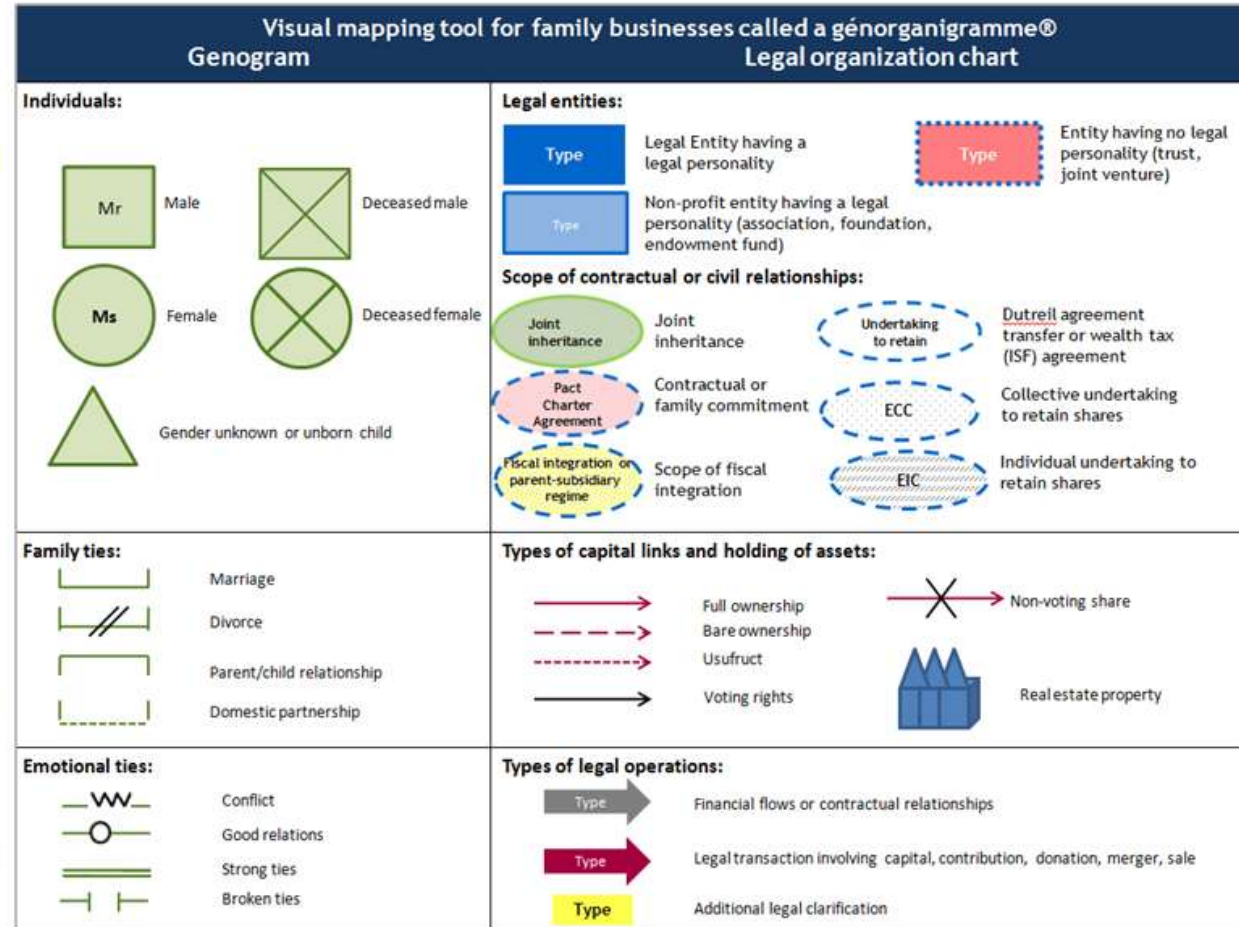 Visual mapping tool for family businesses called a génorganigramme®
Genogram
Legal organization chart
Individuals:
Mr
Male
Deceased male
Ms
Female
Deceased female
Gender unknown or unborn child
Legal entities:
Type
Legal Entity having a
legal personality
Type
Entity having no legal
personality (trust,
joint venture)
Type
Non-profit entity having a legal
personality (association, foundation,
endowment fund)
Scope of contractual or civil relationships:
Joint
inheritance
Joint
inheritance
Undertaking
to retain
Dutreil agreement
transfer or wealth tax
(ISF) agreement
Pact
Charter
Agreement
Contractual or
family commitment
ECC
Collective undertaking
to retain shares
Fiscal integration or
parent-subsidiary
regime
Scope of fiscal
integration
EIC
Individual undertaking to
retain shares
Family ties:
Marriage
Divorce
Parent/child relationship
Domestic partnership
Types of capital links and holding of assets:
Full ownership
Bare ownership
Usufruct
Voting rights
Non-voting share
Real estate property
Emotional ties:
Conflict
Good relations
Strong ties
Broken ties
Types of legal operations:
Type
Financial flows or contractual relationships
Type
Legal transaction involving capital, contribution, donation, merger, sale
Type
Additional legal clarification